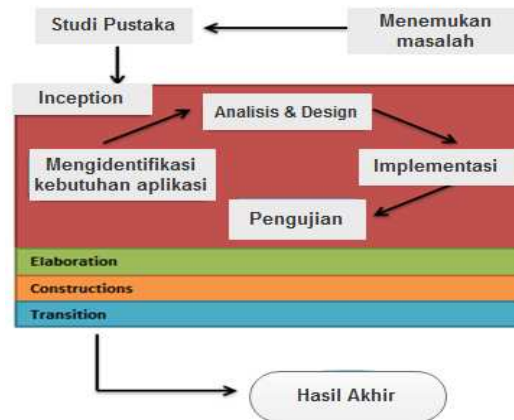 Studi Pustaka
Menemukan
masalah
Inception
Analisis & Design
Mengidentifikasi
kebutuhan aplikasi
Implementasi
Pengujian
Elaboration
Constructions
Transition
Hasil Akhir